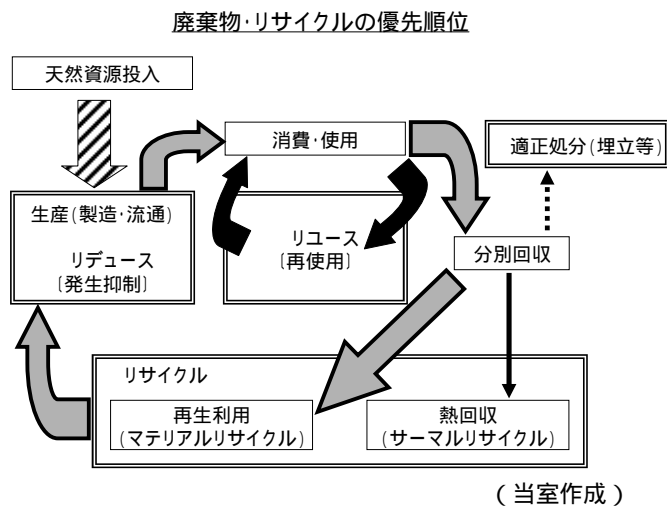 廃棄物･リサイクルの優先順位
天然資源投入
消費･使用
適正処分(埋立等)
生産(製造･流通)
リデュース
[発生抑制]
リユース
[再使用]
分別回収
リサイクル
再生利用
(マテリアルリサイクル)
熱回収
(サーマルリサイクル)
(当室作成)